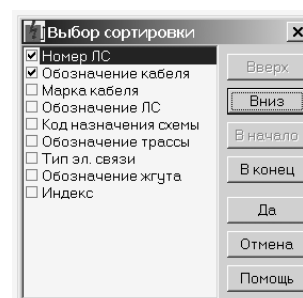 Выбор сортировки
Номер ЛС
Обозначение кабеля
Марка кабеля
Обозначение ЛС
Код назначения схемы
Обозначение трассы
Тип эл. связи
Обозначение жгута
Индекс
Вверх
Вниз
В начало
В конец
Да
Отмена
Помощь